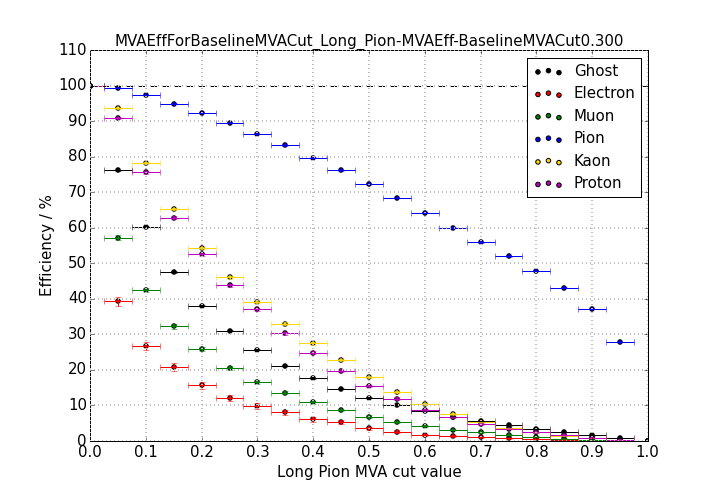 MVAEffForBaselineMVACut_Long_Pion-MVAEff-BaselineMVACut0.300
110
100
90
80
70
60
50
40
30
20
10
0
Efficiency / %
Ghost
Electron
Muon
Pion
Kaon
Proton
0.0 0.1 0.2 0.3 0.4 0.5 0.6 0.7 0.8 0.9 1.0
Long Pion MVA cut value